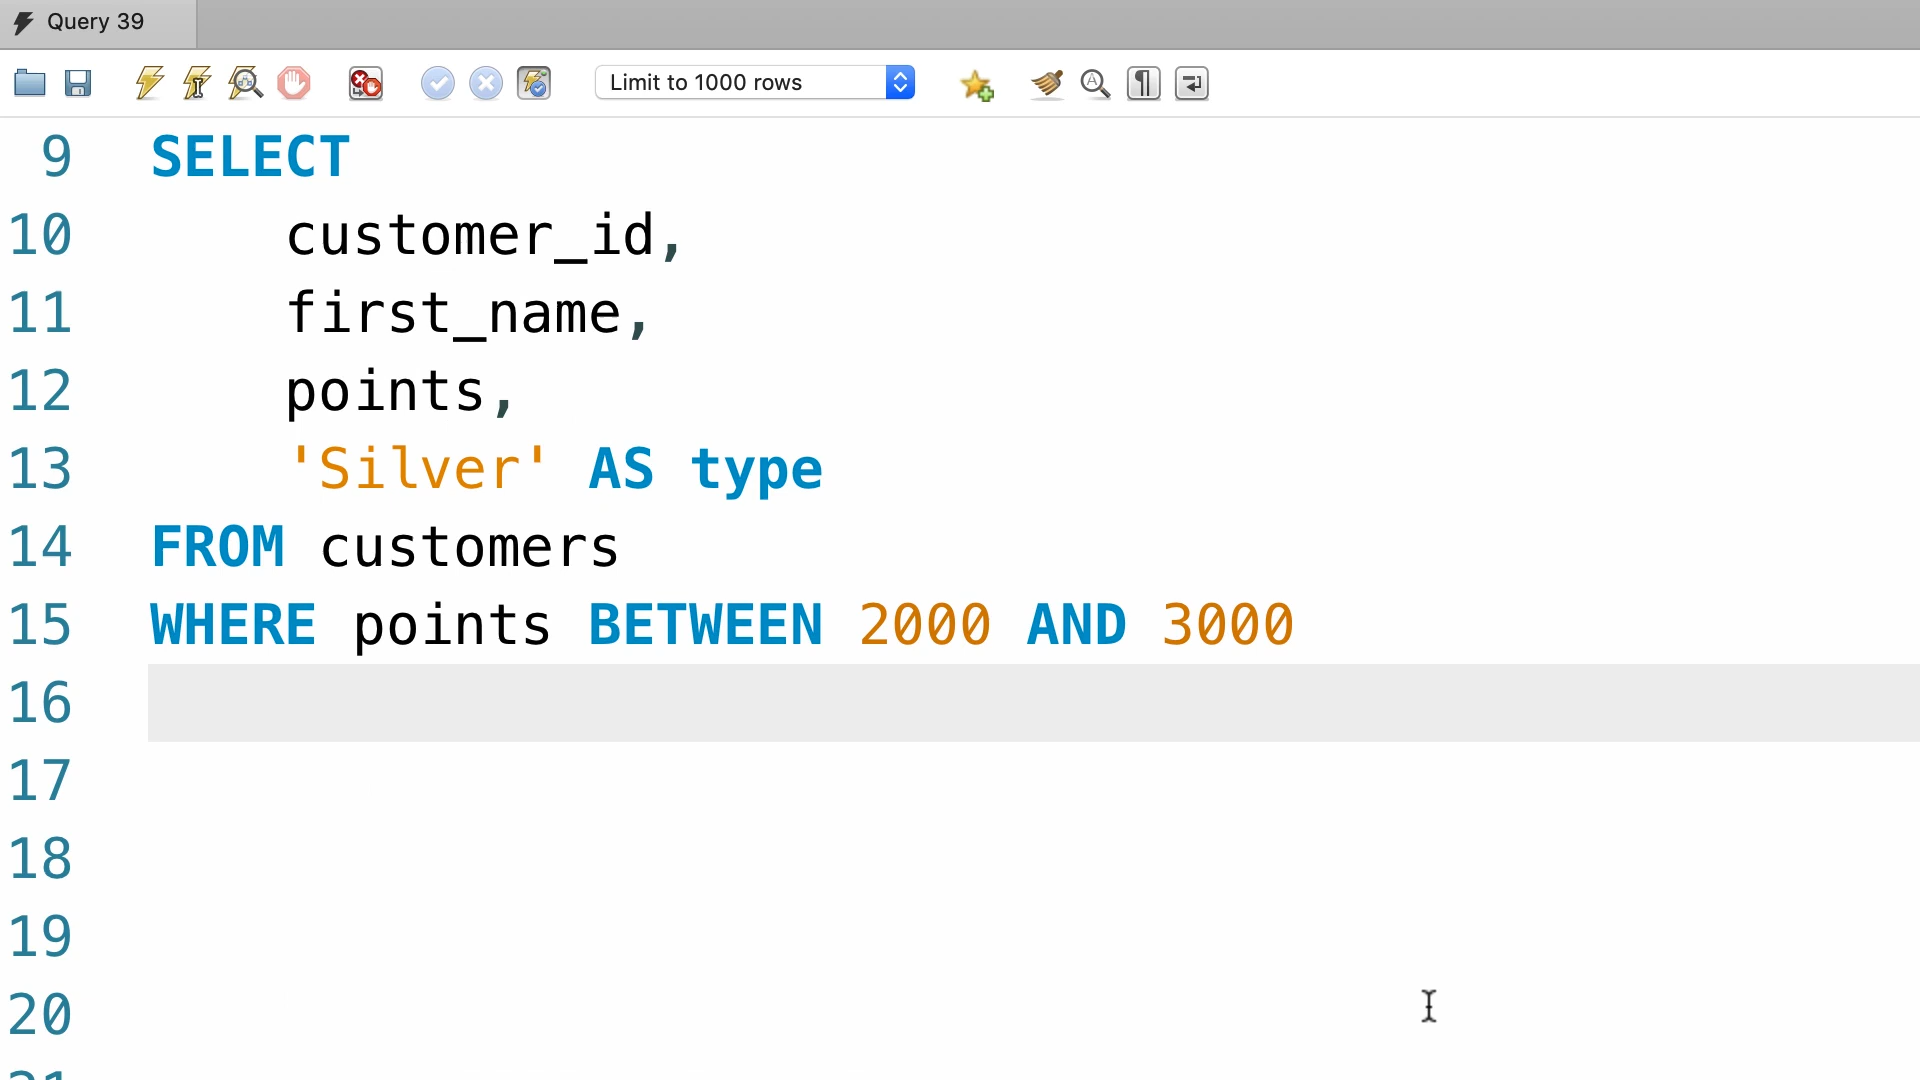 Query 39
Limit to 1000 rows
9 SELECT
10 customer_id,
11 first_name,
12 points,
13 'Silver' AS type
14 FROM customers
15 WHERE points BETWEEN 2000 AND 3000
16
17
18
19
20
21